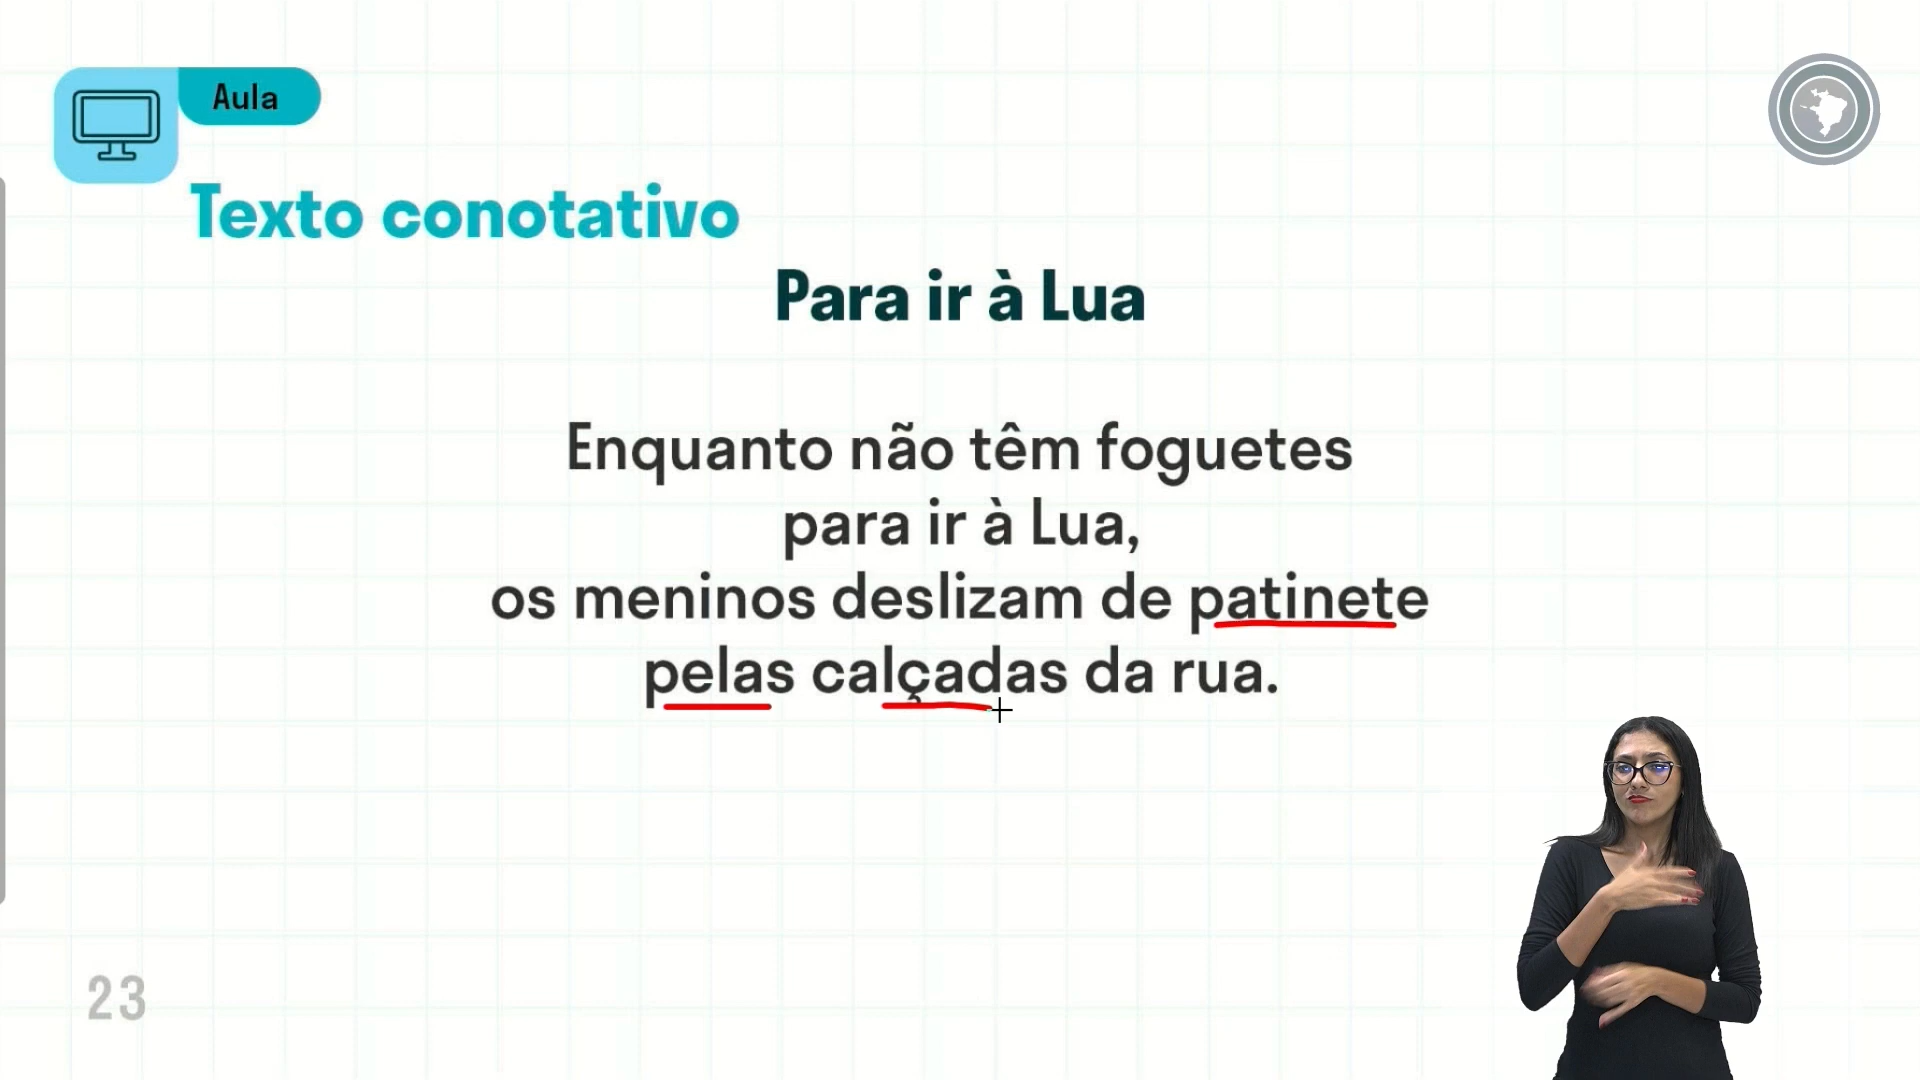 Aula
Texto conotativo
Para ir à Lua
Enquanto não têm foguetes
para ir à Lua,
os meninos deslizam de patinete
pelas calçadas da rua.
23